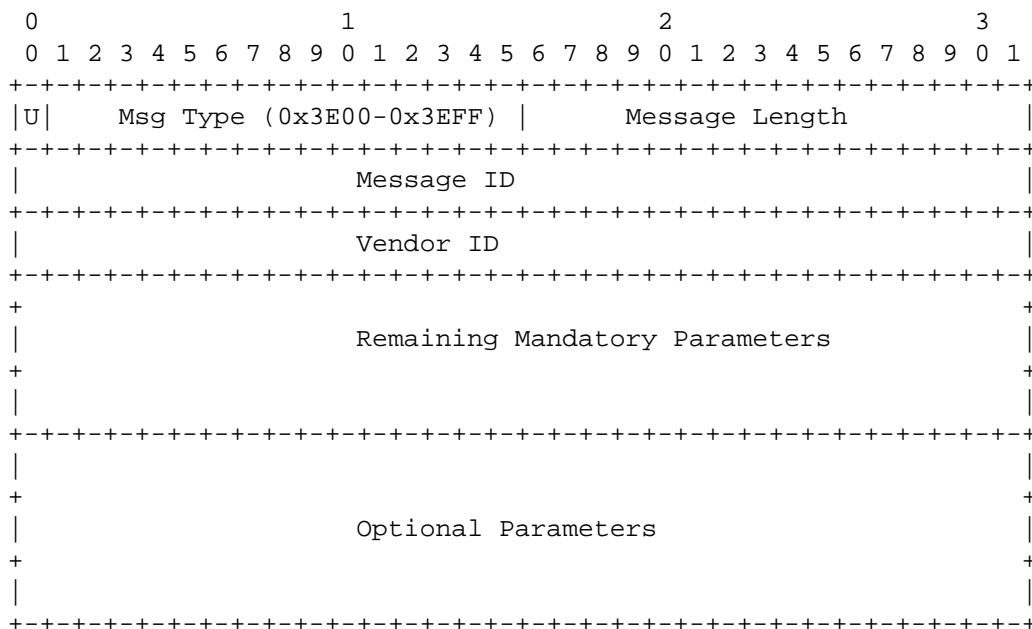 0                   1                   2                   3
0 1 2 3 4 5 6 7 8 9 0 1 2 3 4 5 6 7 8 9 0 1 2 3 4 5 6 7 8 9 0 1
+-+-+-+-+-+-+-+-+-+-+-+-+-+-+-+-+-+-+-+-+-+-+-+-+-+-+-+-+-+-+-+-+
|U|    Msg Type (0x3E00-0x3EFF) |      Message Length           |
+-+-+-+-+-+-+-+-+-+-+-+-+-+-+-+-+-+-+-+-+-+-+-+-+-+-+-+-+-+-+-+-+
|                     Message ID                                |
+-+-+-+-+-+-+-+-+-+-+-+-+-+-+-+-+-+-+-+-+-+-+-+-+-+-+-+-+-+-+-+-+
|                     Vendor ID                                 |
+-+-+-+-+-+-+-+-+-+-+-+-+-+-+-+-+-+-+-+-+-+-+-+-+-+-+-+-+-+-+-+-+
+                                                               +
|                     Remaining Mandatory Parameters            |
+                                                               +
|                                                               |
+-+-+-+-+-+-+-+-+-+-+-+-+-+-+-+-+-+-+-+-+-+-+-+-+-+-+-+-+-+-+-+-+
|                                                               |
+                                                               +
|                     Optional Parameters                       |
+                                                               +
|                                                               |
+-+-+-+-+-+-+-+-+-+-+-+-+-+-+-+-+-+-+-+-+-+-+-+-+-+-+-+-+-+-+-+-+